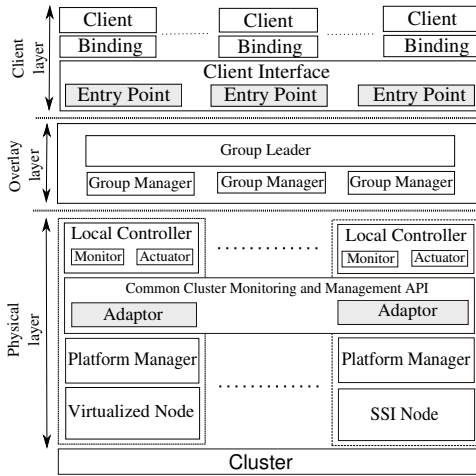 Client layer
Client
Client
Client
Binding
Binding
Binding
Client Interface
Entry Point
Entry Point
Entry Point
Overlay layer
Group Leader
Group Manager
Group Manager
Group Manager
Physical layer
Local Controller
Local Controller
Monitor
Actuator
Monitor
Actuator
Common Cluster Monitoring and Management API
Adaptor
Adaptor
Platform Manager
Platform Manager
Virtualized Node
SSI Node
Cluster